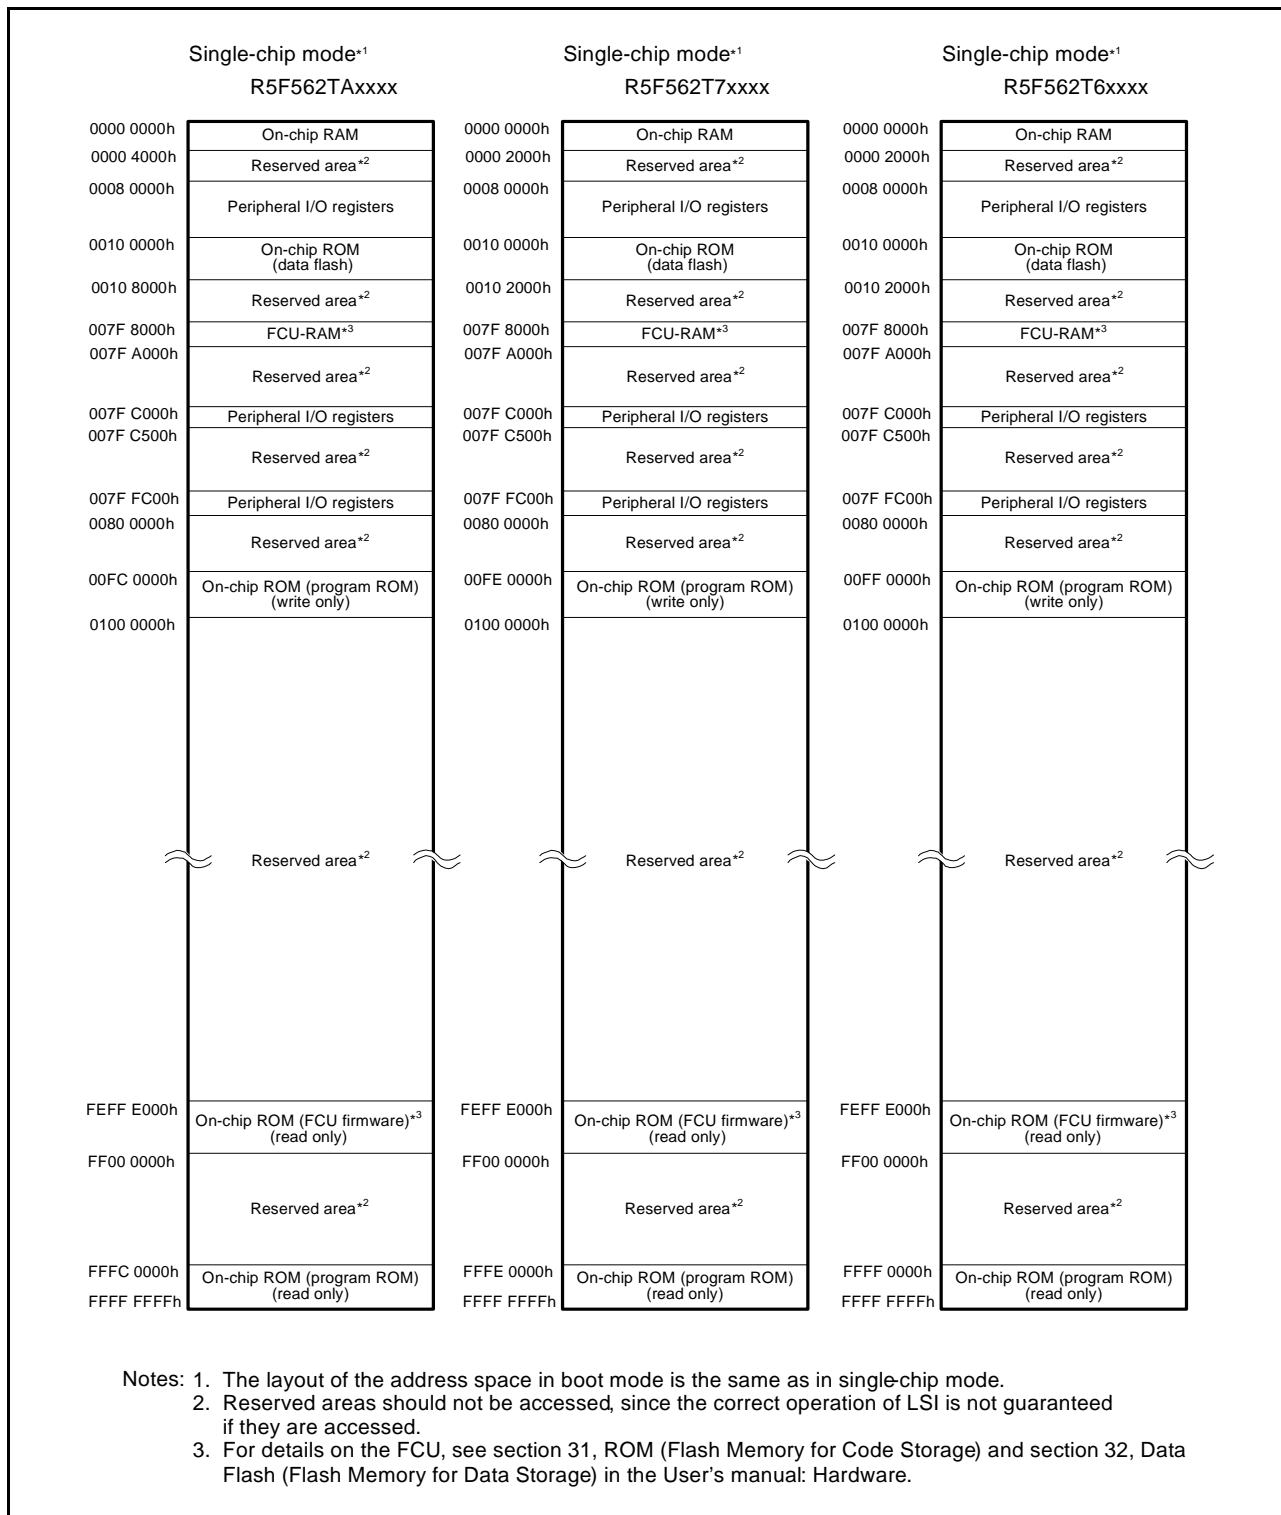 Single-chip mode*1
R5F562TAxxxx
0000 0000h
On-chip RAM
0000 4000h
Reserved area*2
0008 0000h
Peripheral I/O registers
0010 0000h
On-chip ROM
(data flash)
0010 8000h
Reserved area*2
007F 8000h
FCU-RAM*3
007F A000h
Reserved area*2
007F C000h
Peripheral I/O registers
007F C500h
Reserved area*2
007F FC00h
Peripheral I/O registers
0080 0000h
Reserved area*2
00FC 0000h
On-chip ROM (program ROM)
(write only)
0100 0000h
Reserved area*2
FEFF E000h
On-chip ROM (FCU firmware)*3
(read only)
FF00 0000h
Reserved area*2
FFFC 0000h
On-chip ROM (program ROM)
(read only)
FFFF FFFFh
Single-chip mode*1
R5F562T7xxxx
0000 0000h
On-chip RAM
0000 2000h
Reserved area*2
0008 0000h
Peripheral I/O registers
0010 0000h
On-chip ROM
(data flash)
0010 2000h
Reserved area*2
007F 8000h
FCU-RAM*3
007F A000h
Reserved area*2
007F C000h
Peripheral I/O registers
007F C500h
Reserved area*2
007F FC00h
Peripheral I/O registers
0080 0000h
Reserved area*2
00FE 0000h
On-chip ROM (program ROM)
(write only)
0100 0000h
Reserved area*2
FEFF E000h
On-chip ROM (FCU firmware)*3
(read only)
FF00 0000h
Reserved area*2
FFFE 0000h
On-chip ROM (program ROM)
(read only)
FFFF FFFFh
Single-chip mode*1
R5F562T6xxxx
0000 0000h
On-chip RAM
0000 2000h
Reserved area*2
0008 0000h
Peripheral I/O registers
0010 0000h
On-chip ROM
(data flash)
0010 2000h
Reserved area*2
007F 8000h
FCU-RAM*3
007F A000h
Reserved area*2
007F C000h
Peripheral I/O registers
007F C500h
Reserved area*2
007F FC00h
Peripheral I/O registers
0080 0000h
Reserved area*2
00FF 0000h
On-chip ROM (program ROM)
(write only)
0100 0000h
Reserved area*2
FEFF E000h
On-chip ROM (FCU firmware)*3
(read only)
FF00 0000h
Reserved area*2
FFFF 0000h
On-chip ROM (program ROM)
(read only)
FFFF FFFFh
Notes: 1. The layout of the address space in boot mode is the same as in single-chip mode.
2. Reserved areas should not be accessed, since the correct operation of LSI is not guaranteed
if they are accessed.
3. For details on the FCU, see section 31, ROM (Flash Memory for Code Storage) and section 32, Data
Flash (Flash Memory for Data Storage) in the User's manual: Hardware.